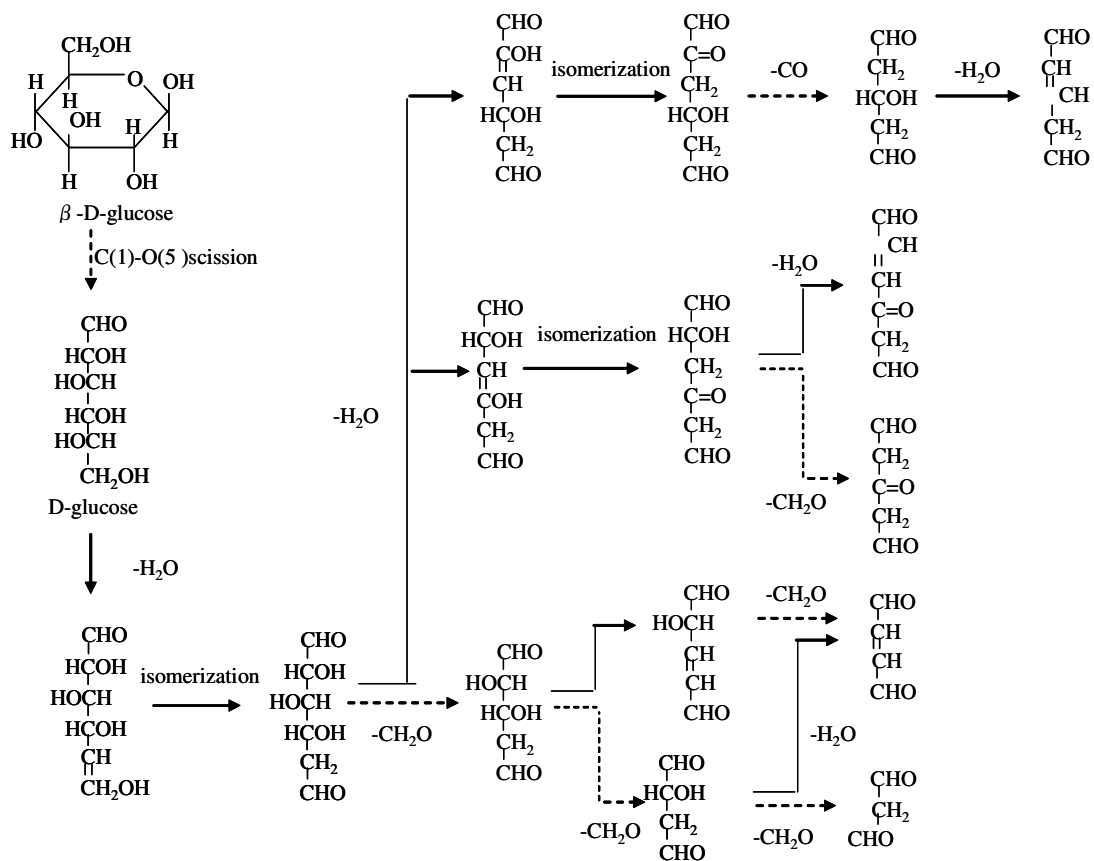 CH₂OH
H O OH
H
OH H
HO H
H OH
β-D-glucose
C(1)-O(5)scission
CHO
HCOH
HOCH
HCOH
HOCH
CH₂OH
D-glucose
-H₂O
CHO
HCOH
HOCH
HCOH
CH
CH₂OH
isomerization
CHO
HCOH
HOCH
HCOH
CH₂
CHO
-H₂O
CHO
COH
CH
HCOH
CH₂
CHO
isomerization
CHO
C=O
CH₂
HCOH
CH₂
CHO
-CO
CHO
CH₂
HCOH
CH₂
CHO
-H₂O
CHO
CH
CH
CH₂
CHO
CHO
HCOH
CH
COH
CH₂
CHO
isomerization
CHO
HCOH
CH₂
C=O
CH₂
CHO
-H₂O
CHO
CH
CH
C=O
CH₂
CHO
-CH₂O
CHO
CH₂
C=O
CH₂
CHO
-CH₂O
CHO
HOCH
HCOH
CH₂
CHO
CHO
HOCH
CH
CH
CHO
-CH₂O
CHO
CH
CH
CHO
-CH₂O
CHO
HCOH
CH₂
CHO
-H₂O
-CH₂O
CHO
CH₂
CHO